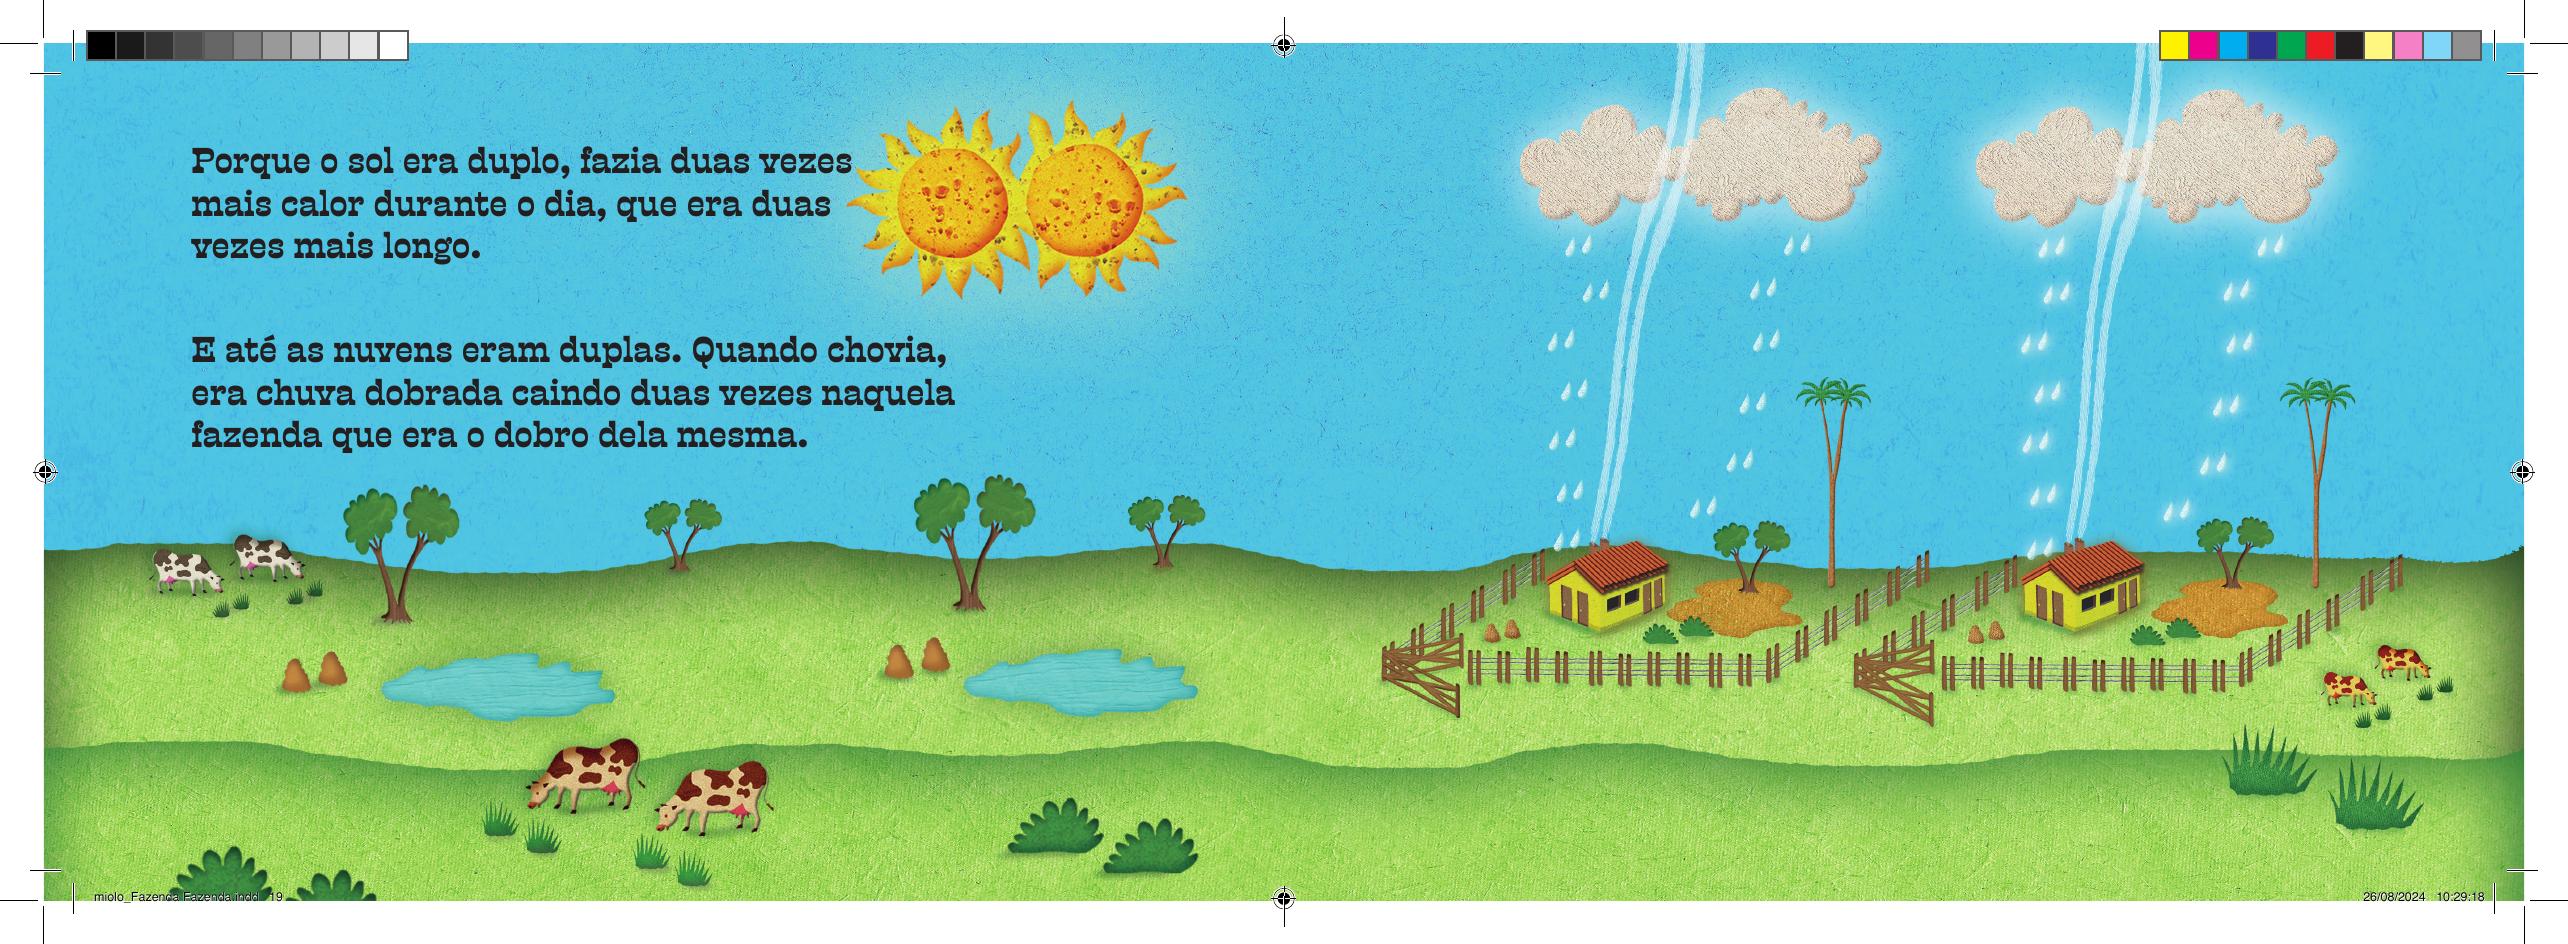 Porque o sol era duplo, fazia duas vezes
mais calor durante o dia, que era duas
vezes mais longo.
E até as nuvens eram duplas. Quando chovia,
era chuva dobrada caindo duas vezes naquela
fazenda que era o dobro dela mesma.
miolo_Fazenda Fazenda.indd 19
26/08/2024 10:29:18